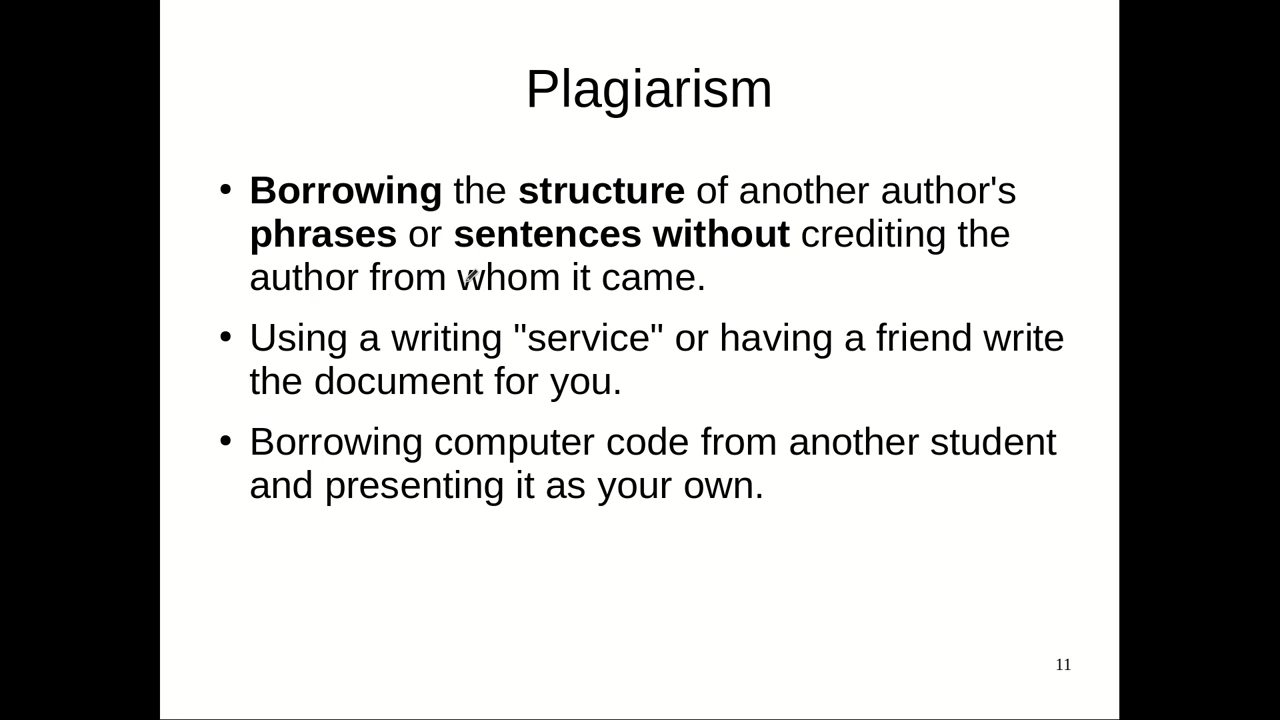 Plagiarism
• Borrowing the structure of another author's
phrases or sentences without crediting the
author from whom it came.
• Using a writing "service" or having a friend write
the document for you.
• Borrowing computer code from another student
and presenting it as your own.
11